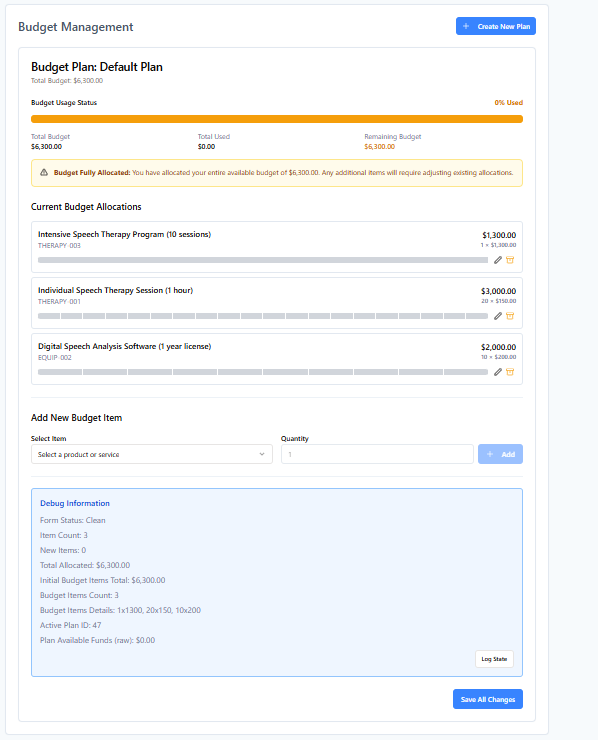 Budget Management
+ Create New Plan
Budget Plan: Default Plan
Total Budget: $6,300.00
Budget Usage Status
0% Used
Total Budget
Total Used
Remaining Budget
$6,300.00
$0.00
$6,300.00
Budget Fully Allocated: You have allocated your entire available budget of $6,300.00. Any additional items will require adjusting existing allocations.
Current Budget Allocations
Intensive Speech Therapy Program (10 sessions)
$1,300.00
THERAPY-003
1 × $1,300.00
Individual Speech Therapy Session (1 hour)
$3,000.00
THERAPY-001
20 × $150.00
Digital Speech Analysis Software (1 year license)
$2,000.00
EQUIP-002
10 × $200.00
Add New Budget Item
Select Item
Quantity
Select a product or service
1
+ Add
Debug Information
Form Status: Clean
Item Count: 3
New Items: 0
Total Allocated: $6,300.00
Initial Budget Items Total: $6,300.00
Budget Items Count: 3
Budget Items Details: 1x1300, 20x150, 10x200
Active Plan ID: 47
Plan Available Funds (raw): $0.00
Log State
Save All Changes